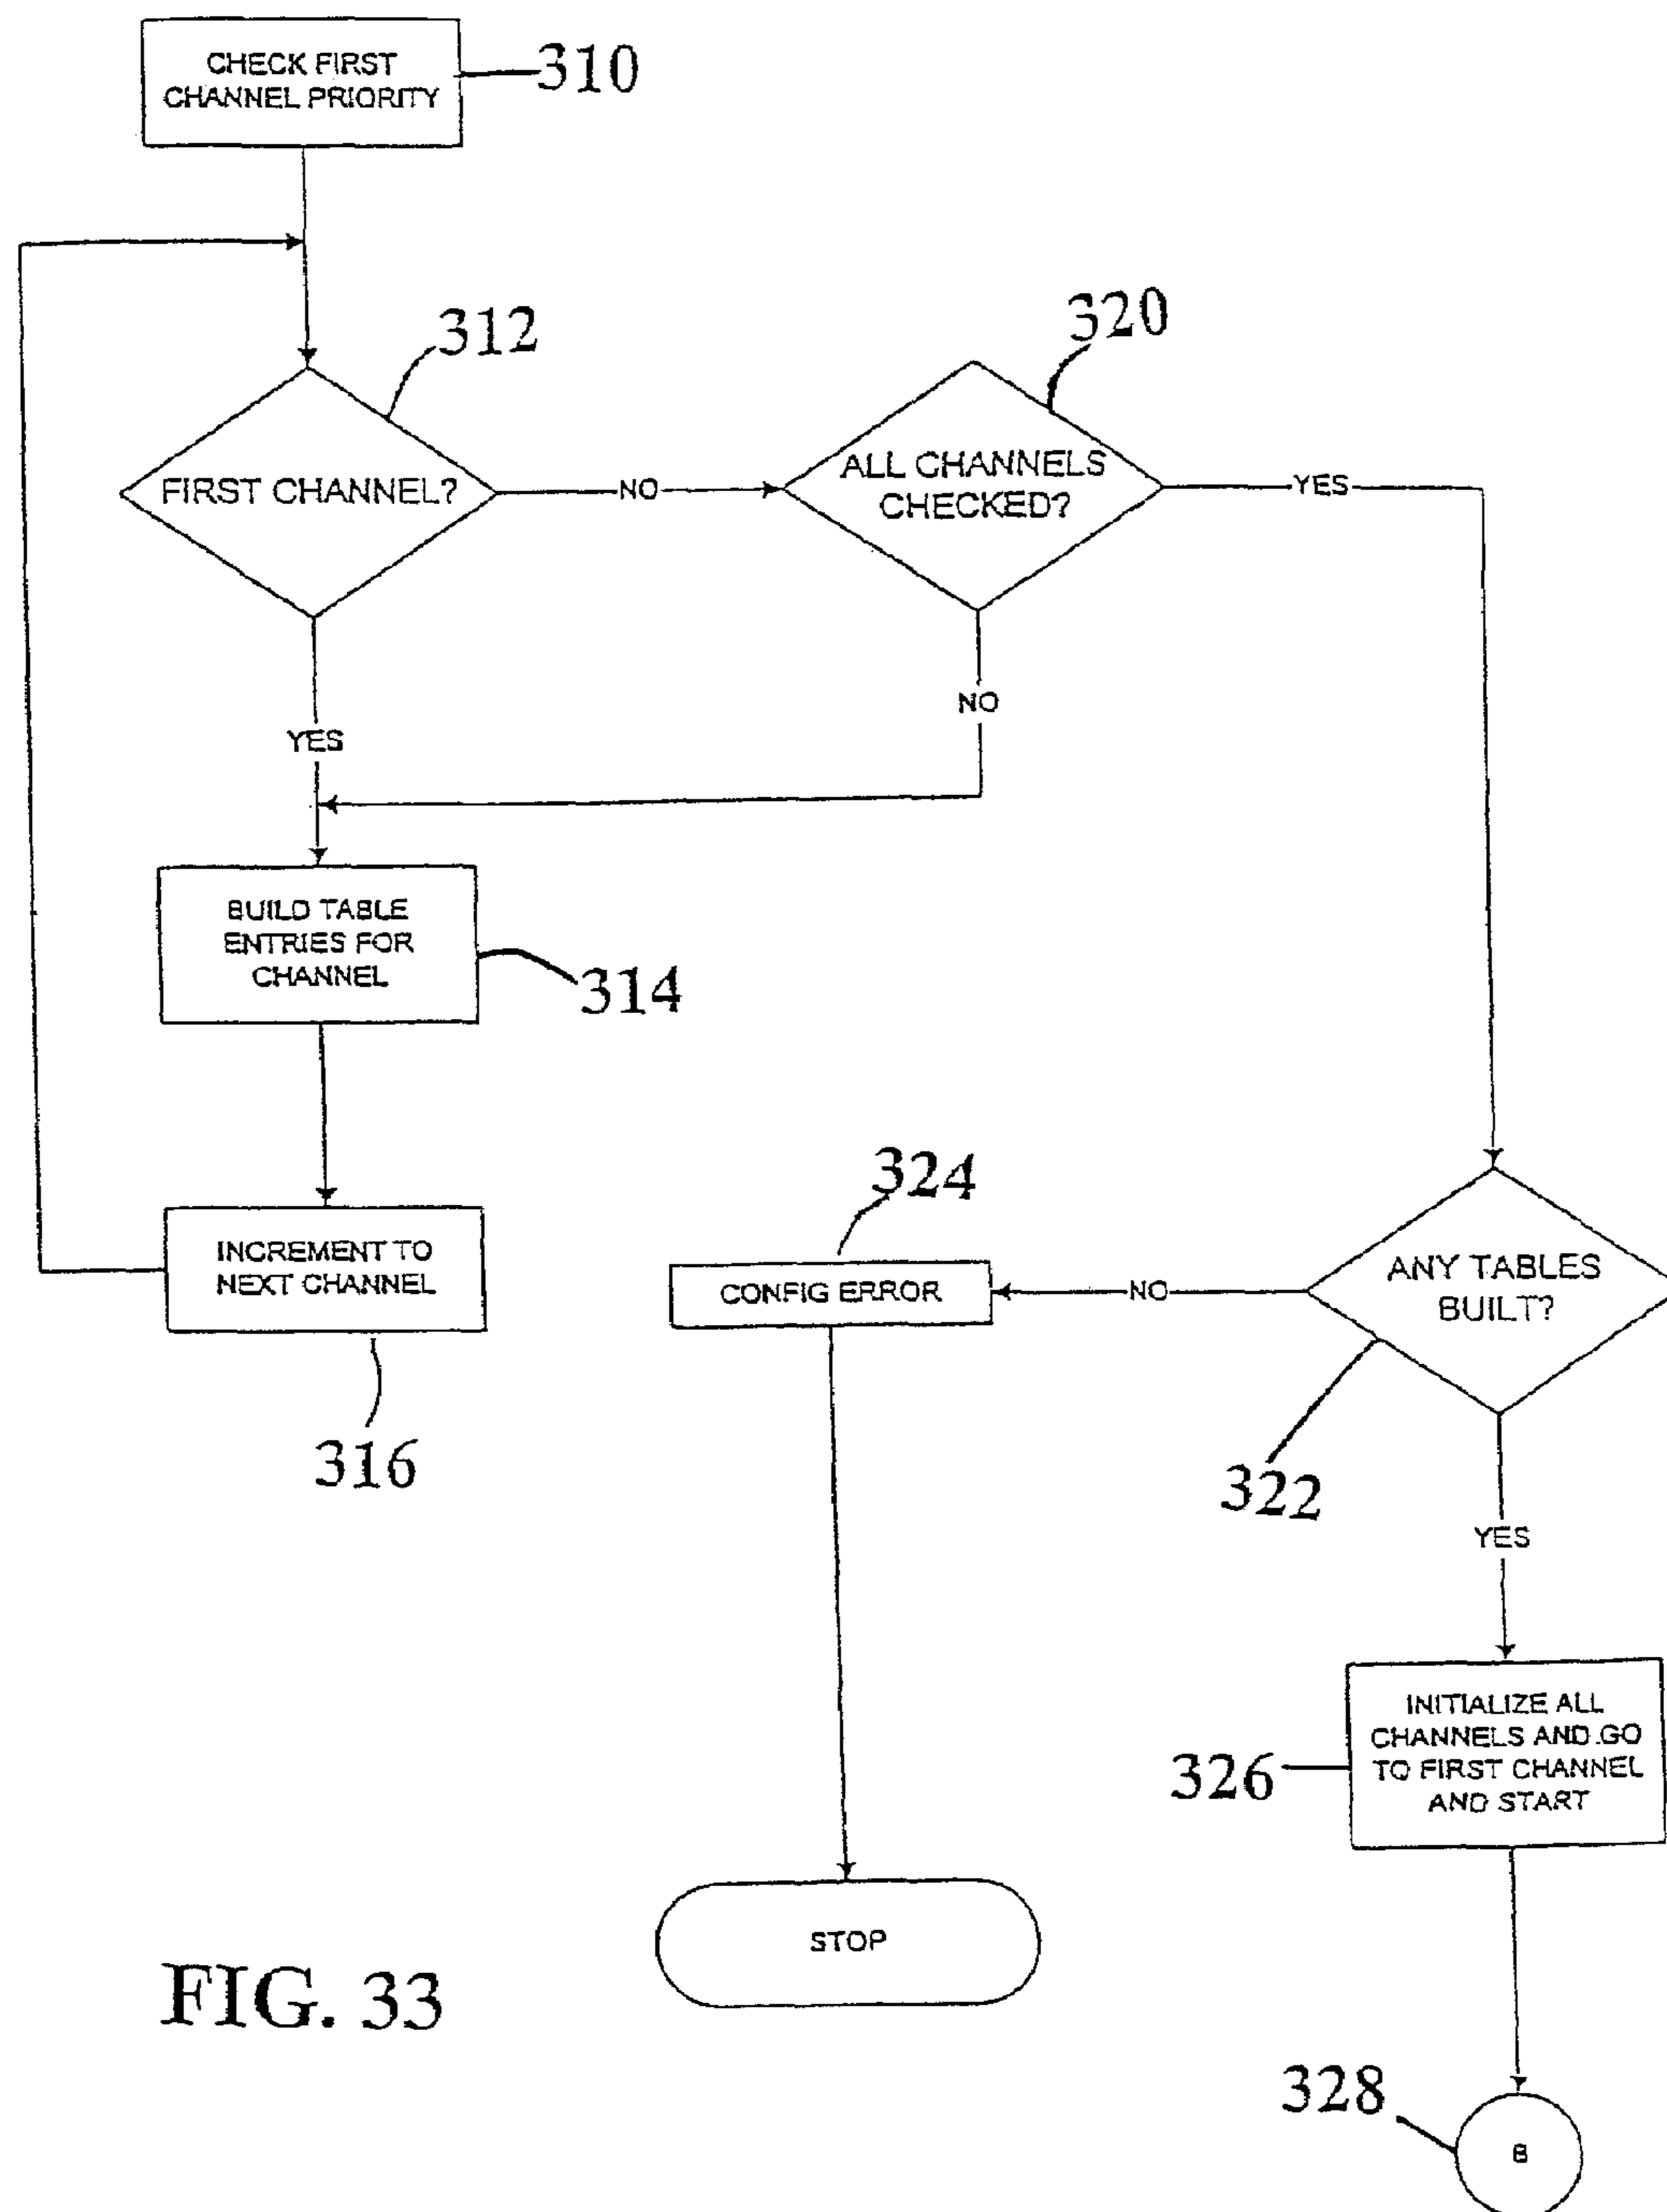 CHECK FIRST
CHANNEL PRIORITY
310
312
FIRST CHANNEL?
NO
320
ALL CHANNELS
CHECKED?
YES
NO
YES
BUILD TABLE
ENTRIES FOR
CHANNEL
314
INCREMENT TO
NEXT CHANNEL
316
324
CONFIG ERROR
NO
ANY TABLES
BUILT?
322
YES
INITIALIZE ALL
CHANNELS AND GO
TO FIRST CHANNEL
AND START
326
STOP
FIG. 33
328
B